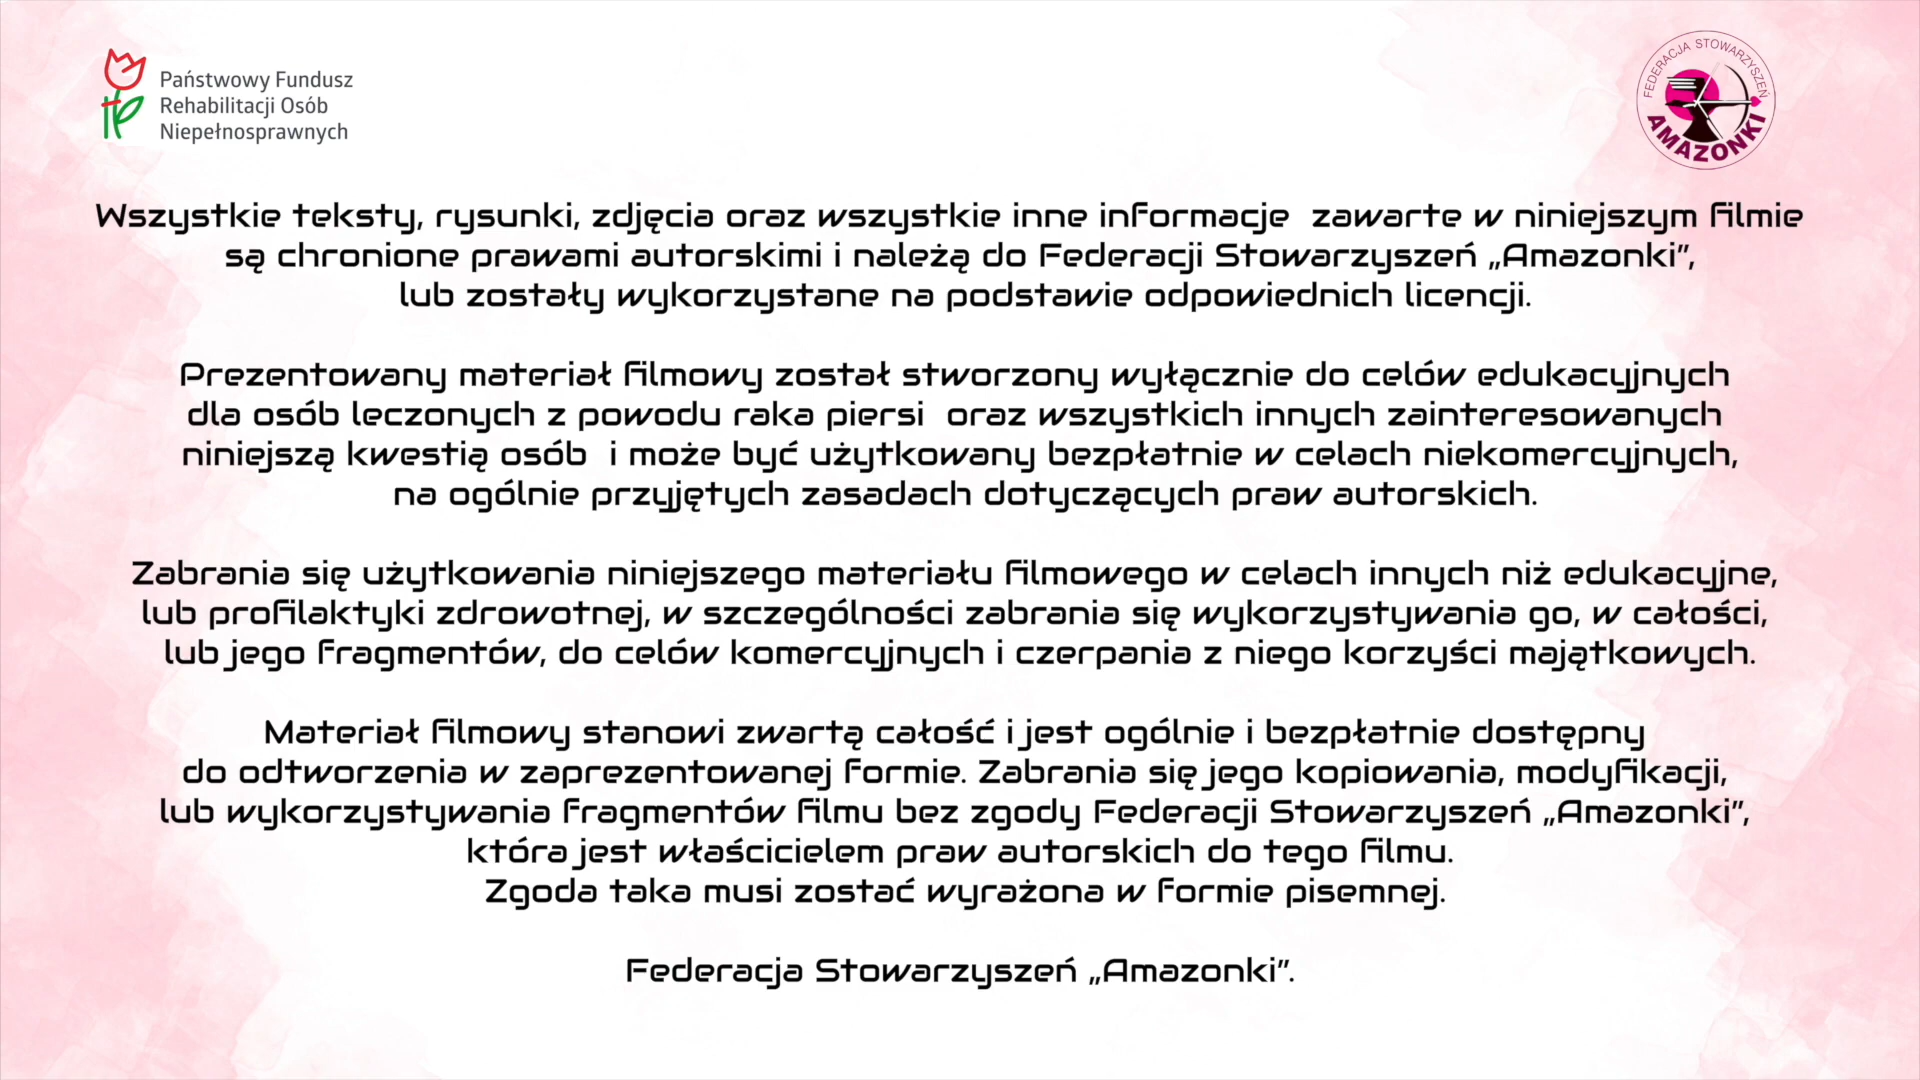 Państwowy Fundusz
Rehabilitacji Osób
Niepełnosprawnych
FEDERACJA STOWARZYSZEŃ
AMAZONKI
Wszystkie teksty, rysunki, zdjęcia oraz wszystkie inne informacje  zawarte w niniejszym filmie
są chronione prawami autorskimi i należą do Federacji Stowarzyszeń „Amazonki”,
lub zostały wykorzystane na podstawie odpowiednich licencji.
Prezentowany materiał filmowy został stworzony wyłącznie do celów edukacyjnych
dla osób leczonych z powodu raka piersi  oraz wszystkich innych zainteresowanych
niniejszą kwestią osób  i może być użytkowany bezpłatnie w celach niekomercyjnych,
na ogólnie przyjętych zasadach dotyczących praw autorskich.
Zabrania się użytkowania niniejszego materiału filmowego w celach innych niż edukacyjne,
lub profilaktyki zdrowotnej, w szczególności zabrania się wykorzystywania go, w całości,
lub jego fragmentów, do celów komercyjnych i czerpania z niego korzyści majątkowych.
Materiał filmowy stanowi zwartą całość i jest ogólnie i bezpłatnie dostępny
do odtworzenia w zaprezentowanej formie. Zabrania się jego kopiowania, modyfikacji,
lub wykorzystywania fragmentów filmu bez zgody Federacji Stowarzyszeń „Amazonki”,
która jest właścicielem praw autorskich do tego filmu.
Zgoda taka musi zostać wyrażona w formie pisemnej.
Federacja Stowarzyszeń „Amazonki”.